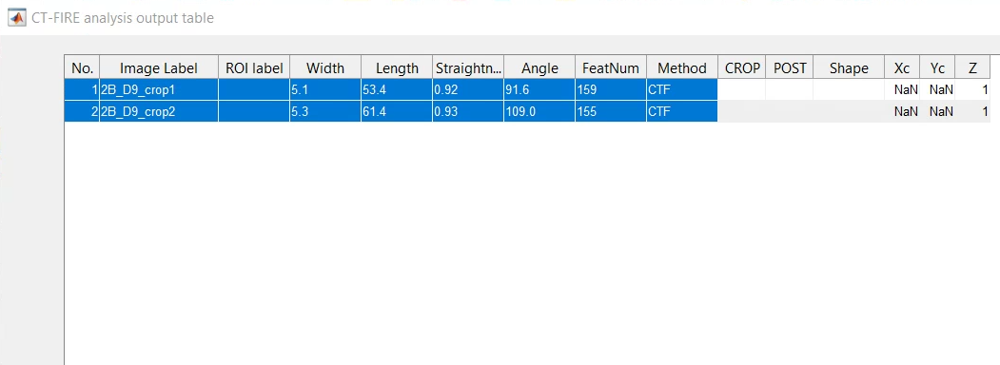 CT-FIRE analysis output table
No. Image Label ROI label Width Length Straightn... Angle FeatNum Method CROP POST Shape Xc Yc Z
1 2B_D9_crop1 5.1 53.4 0.92 91.6 159 CTF NaN NaN 1
2 2B_D9_crop2 5.3 61.4 0.93 109.0 155 CTF NaN NaN 1